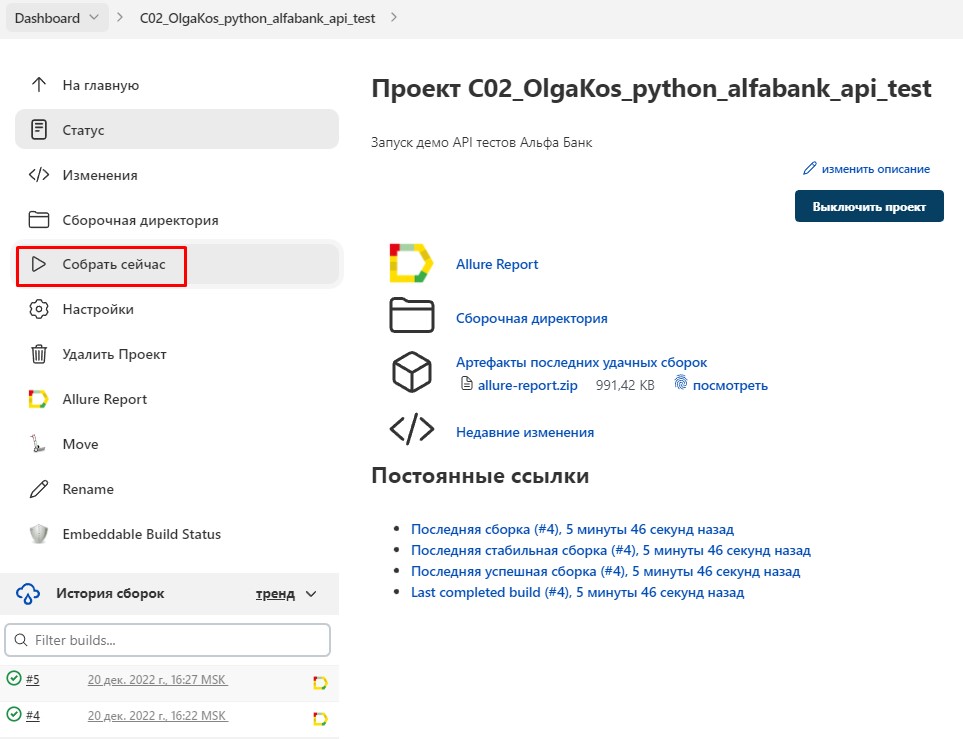 Dashboard
C02_OlgaKos_python_alfabank_api_test
На главную
Статус
Изменения
Сборочная директория
Собрать сейчас
Настройки
Удалить Проект
Allure Report
Move
Rename
Embeddable Build Status
История сборок
тренд
Filter builds...
#5 20 дек. 2022 г., 16:27 MSK
#4 20 дек. 2022 г., 16:22 MSK
Проект C02_OlgaKos_python_alfabank_api_test
Запуск демо API тестов Альфа Банк
изменить описание
Выключить проект
Allure Report
Сборочная директория
Артефакты последних удачных сборок
allure-report.zip 991,42 KB посмотреть
Недавние изменения
Постоянные ссылки
Последняя сборка (#4), 5 минуты 46 секунд назад
Последняя стабильная сборка (#4), 5 минуты 46 секунд назад
Последняя успешная сборка (#4), 5 минуты 46 секунд назад
Last completed build (#4), 5 минуты 46 секунд назад